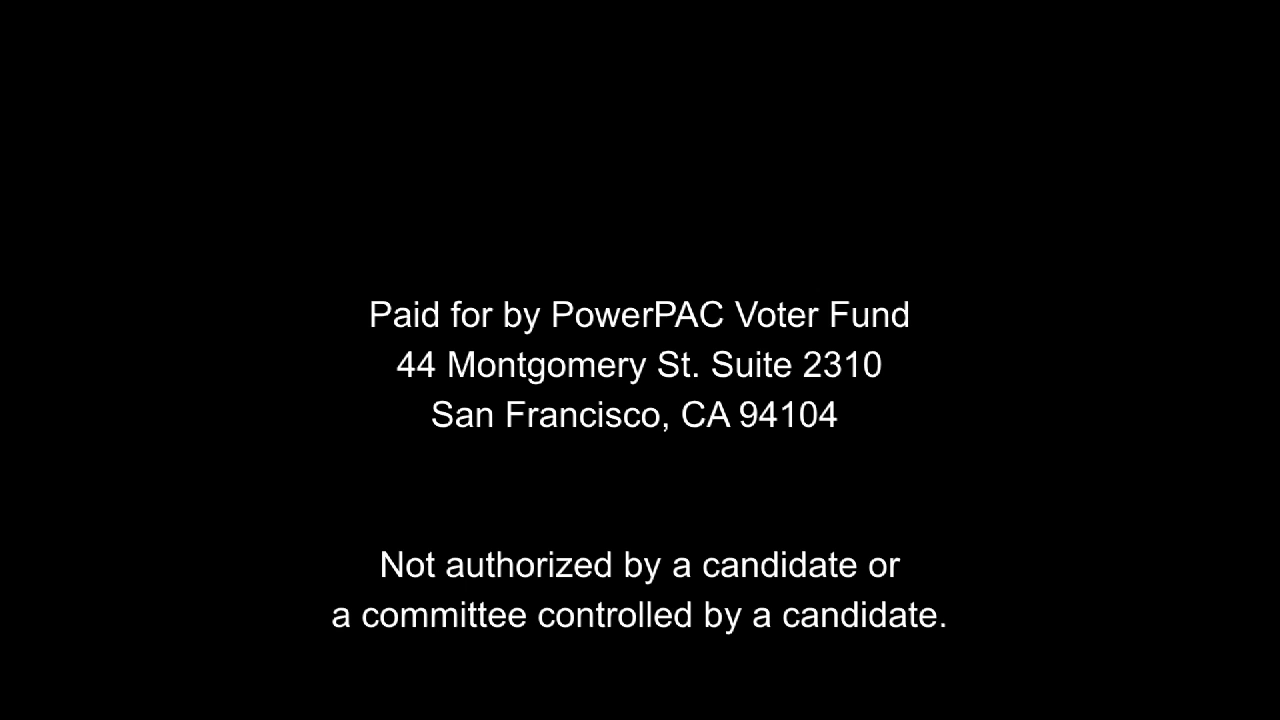 Paid for by PowerPAC Voter Fund
44 Montgomery St. Suite 2310
San Francisco, CA 94104
Not authorized by a candidate or
a committee controlled by a candidate.